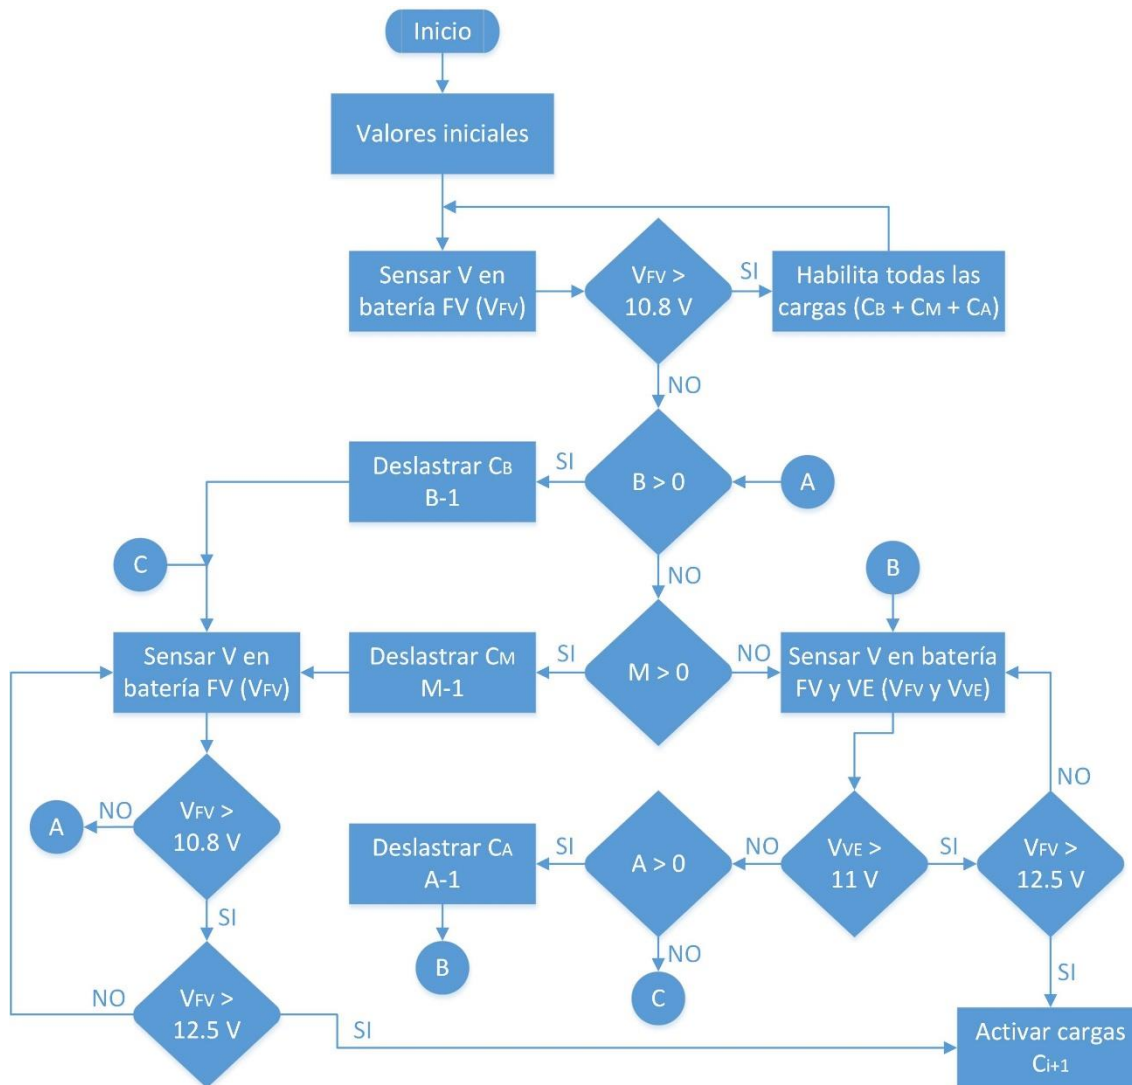 Inicio
Valores iniciales
Sensar V en
batería FV (VFV)
VFV >
10.8 V
SI
Habilita todas las
cargas (CB + CM + CA)
NO
Deslastrar CB
B-1
SI
B > 0
A
C
NO
B
Sensar V en
batería FV (VFV)
Deslastrar CM
M-1
SI
M > 0
NO
Sensar V en batería
FV y VE (VFV y VVE)
A
NO
VFV >
10.8 V
SI
Deslastrar CA
A-1
SI
A > 0
NO
VVE >
11 V
SI
VFV >
12.5 V
NO
B
NO
C
SI
NO
VFV >
12.5 V
SI
Activar cargas
Ci+1